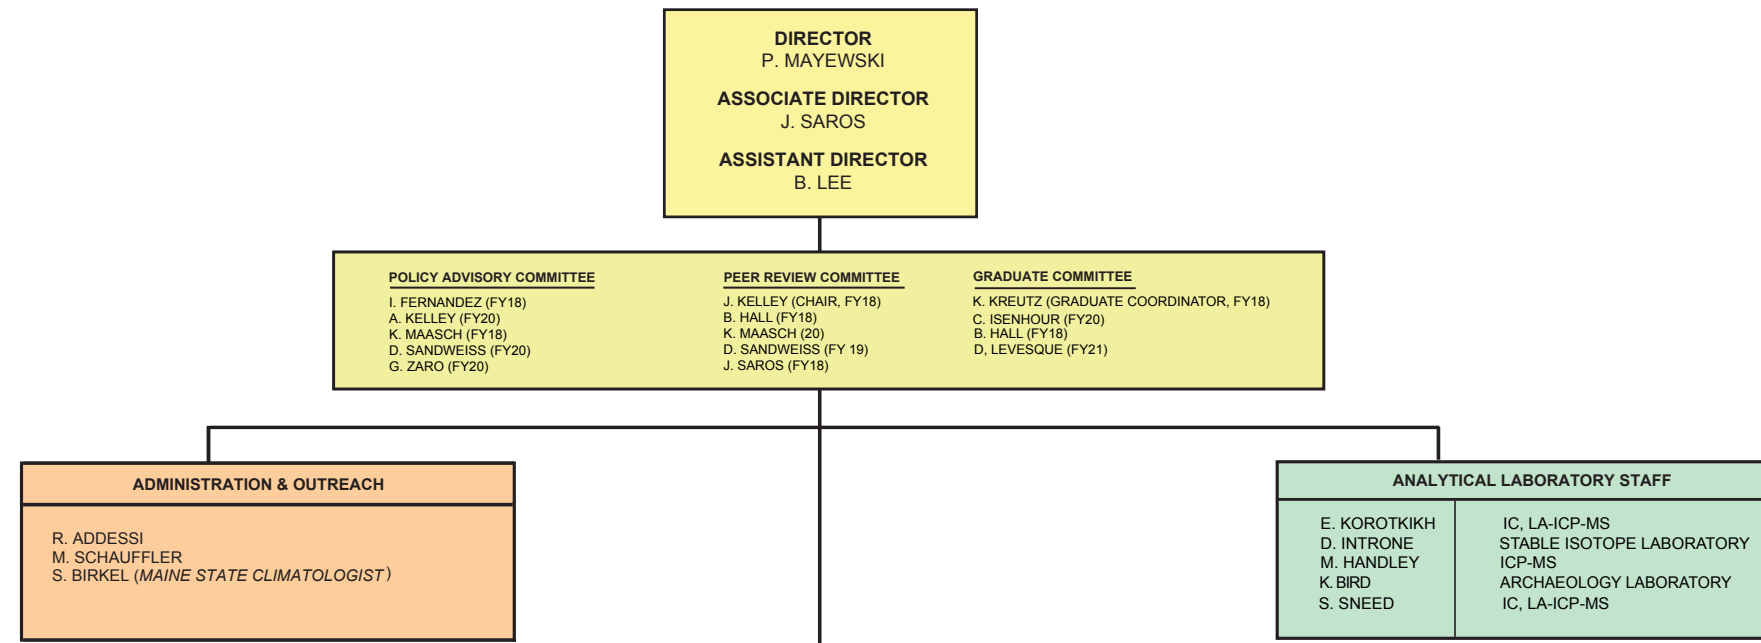 DIRECTOR
P. MAYEWSKI
ASSOCIATE DIRECTOR
J. SAROS
ASSISTANT DIRECTOR
B. LEE
POLICY ADVISORY COMMITTEE
I. FERNANDEZ (FY18)
A. KELLEY (FY20)
K. MAASCH (FY18)
D. SANDWEISS (FY20)
G. ZARO (FY20)
PEER REVIEW COMMITTEE
J. KELLEY (CHAIR, FY18)
B. HALL (FY18)
K. MAASCH (20)
D. SANDWEISS (FY 19)
J. SAROS (FY18)
GRADUATE COMMITTEE
K. KREUTZ (GRADUATE COORDINATOR, FY18)
C. ISENHOUR (FY20)
B. HALL (FY18)
D, LEVESQUE (FY21)
ADMINISTRATION & OUTREACH
R. ADDESSI
M. SCHAUFFLER
S. BIRKEL (MAINE STATE CLIMATOLOGIST)
ANALYTICAL LABORATORY STAFF
E. KOROTKIKH IC, LA-ICP-MS
D. INTRONE STABLE ISOTOPE LABORATORY
M. HANDLEY ICP-MS
K. BIRD ARCHAEOLOGY LABORATORY
S. SNEED IC, LA-ICP-MS